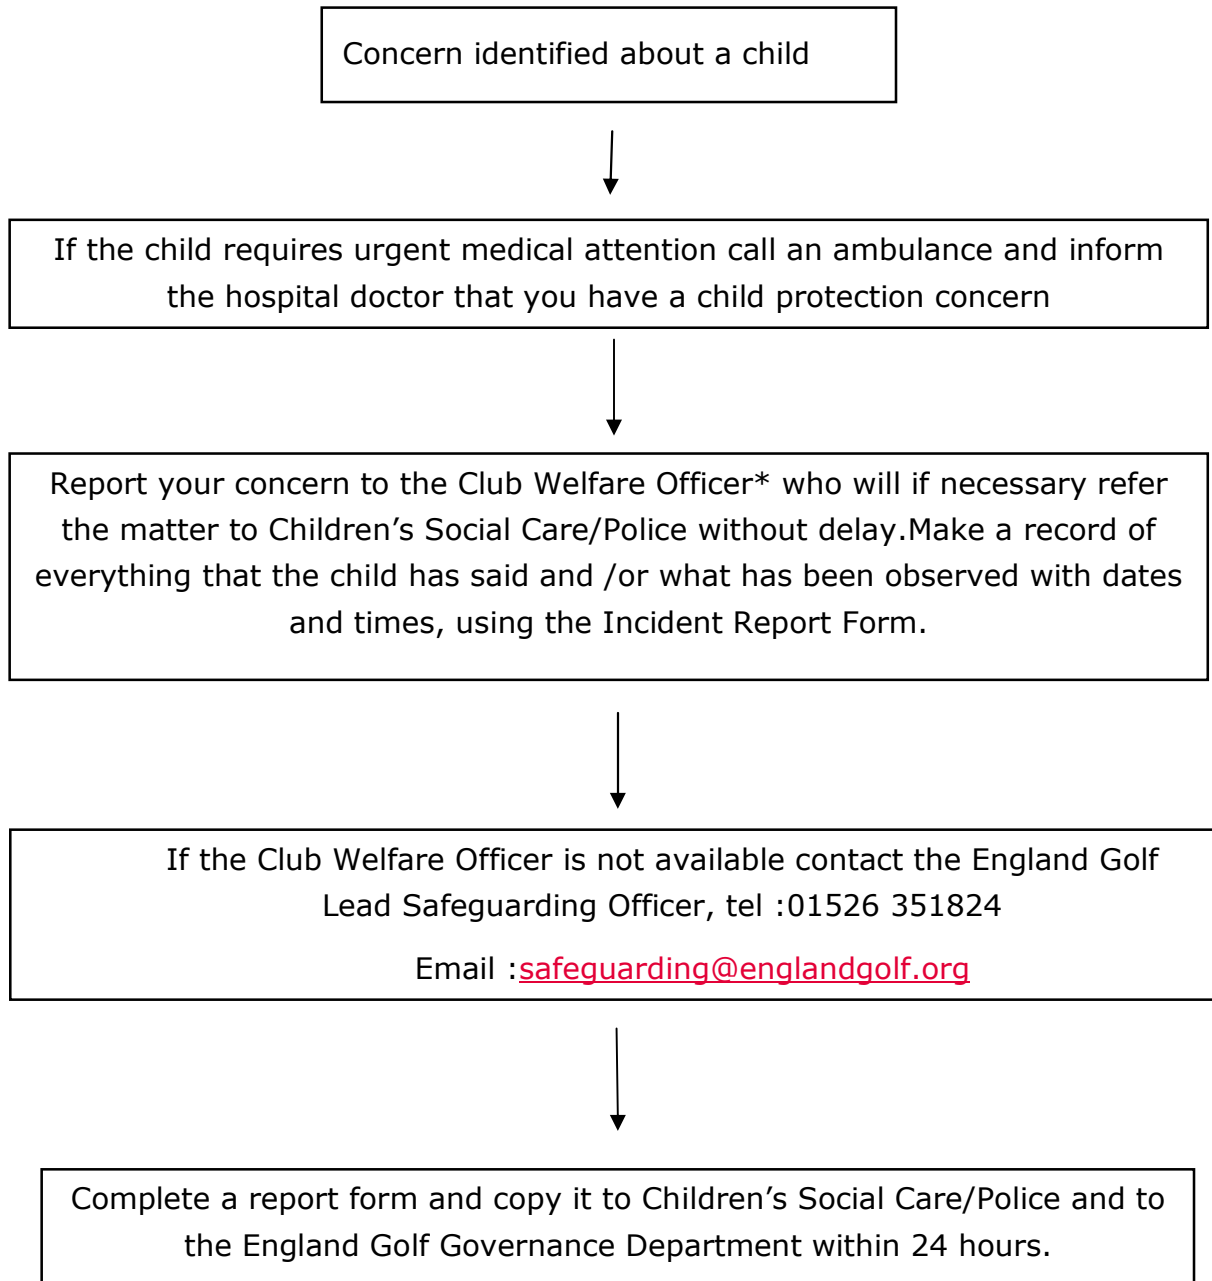 Concern identified about a child
If the child requires urgent medical attention call an ambulance and inform
the hospital doctor that you have a child protection concern
Report your concern to the Club Welfare Officer* who will if necessary refer
the matter to Children’s Social Care/Police without delay.Make a record of
everything that the child has said and /or what has been observed with dates
and times, using the Incident Report Form.
If the Club Welfare Officer is not available contact the England Golf
Lead Safeguarding Officer, tel :01526 351824
Email :safeguarding@englandgolf.org
Complete a report form and copy it to Children’s Social Care/Police and to
the England Golf Governance Department within 24 hours.